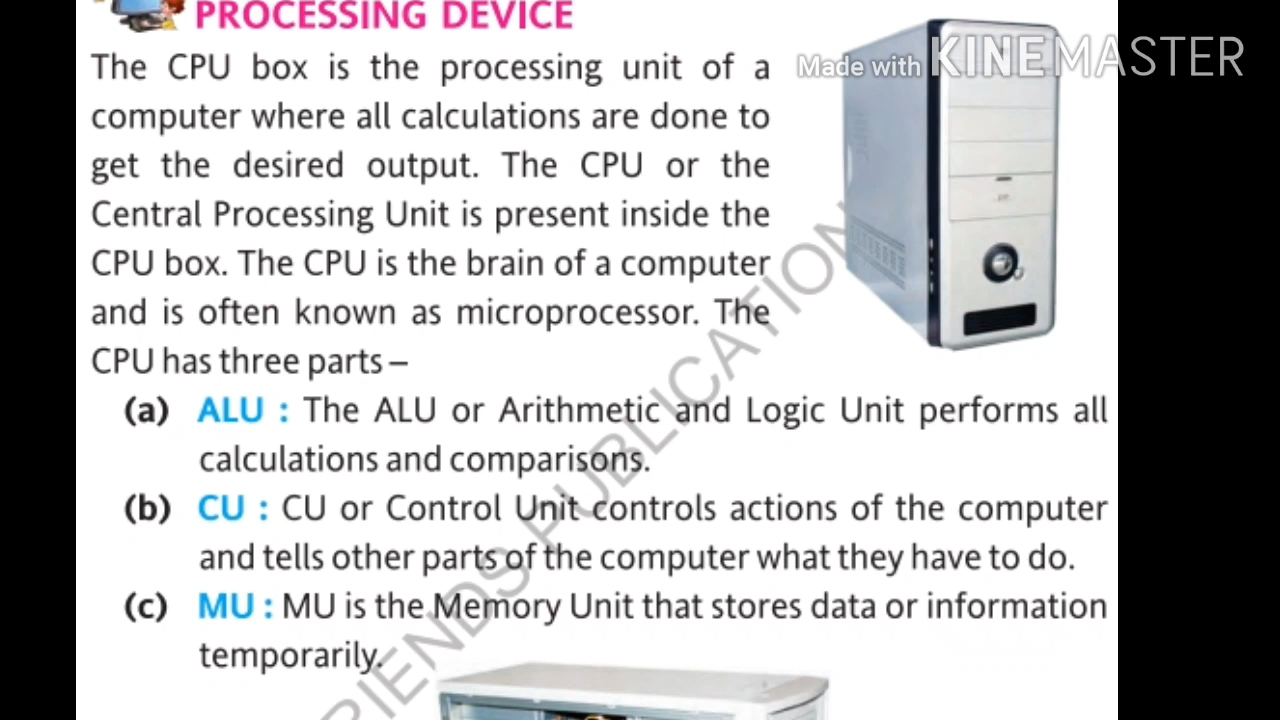 PROCESSING DEVICE
Made with KINEMASTER
The CPU box is the processing unit of a
computer where all calculations are done to
get the desired output. The CPU or the
Central Processing Unit is present inside the
CPU box. The CPU is the brain of a computer
and is often known as microprocessor. The
CPU has three parts –
(a) ALU : The ALU or Arithmetic and Logic Unit performs all
calculations and comparisons.
(b) CU : CU or Control Unit controls actions of the computer
and tells other parts of the computer what they have to do.
(c) MU : MU is the Memory Unit that stores data or information
temporarily.
RIENDS PUBLICATION